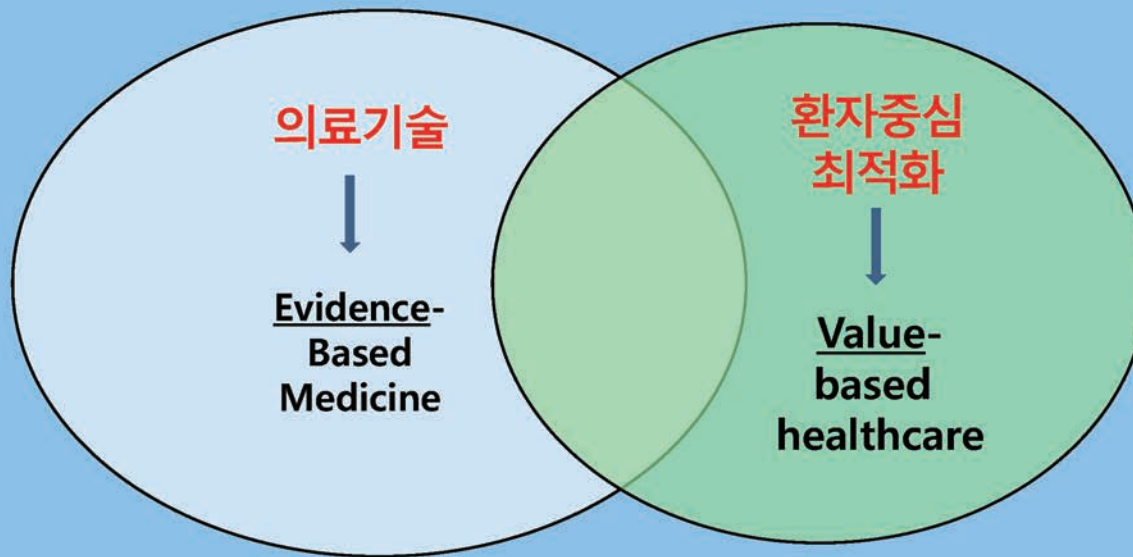 의료기술
Evidence-
Based
Medicine
환자중심
최적화
Value-
based
healthcare